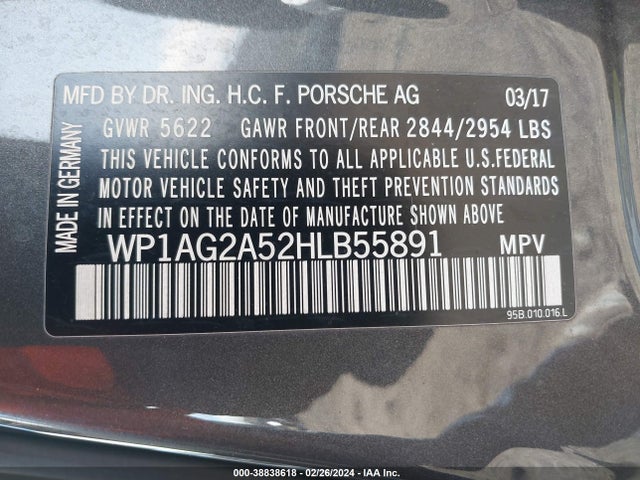 MFD BY DR. ING. H.C. F. PORSCHE AG 03/17
GVWR 5622 GAWR FRONT/REAR 2844/2954 LBS
THIS VEHICLE CONFORMS TO ALL APPLICABLE U.S.FEDERAL
MOTOR VEHICLE SAFETY AND THEFT PREVENTION STANDARDS
IN EFFECT ON THE DATE OF MANUFACTURE SHOWN ABOVE
WP1AG2A52HLB55891 MPV
MADE IN GERMANY
95B.010.016.L
000-38838618 - 02/26/2024 - IAA Inc.